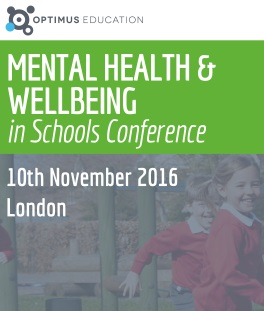 OPTIMUS EDUCATION
MENTAL HEALTH &
WELLBEING
in Schools Conference
10th November 2016
London